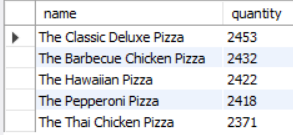 name quantity
The Classic Deluxe Pizza 2453
The Barbecue Chicken Pizza 2432
The Hawaiian Pizza 2422
The Pepperoni Pizza 2418
The Thai Chicken Pizza 2371